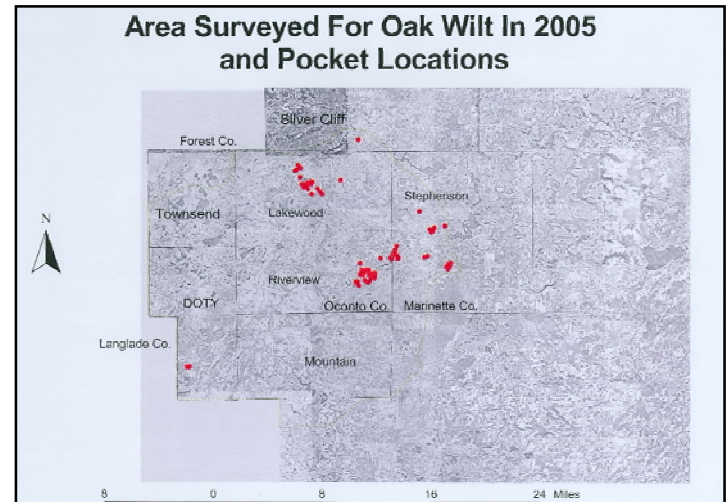 Area Surveyed For Oak Wilt In 2005
and Pocket Locations
Silver Cliff
Forest Co.
Stephenson
Townsend
Lakewood
N
Riverview
DOTY
Oconto Co.
Marinette Co.
Langlade Co.
Mountain
8 0 8 16 24 Miles